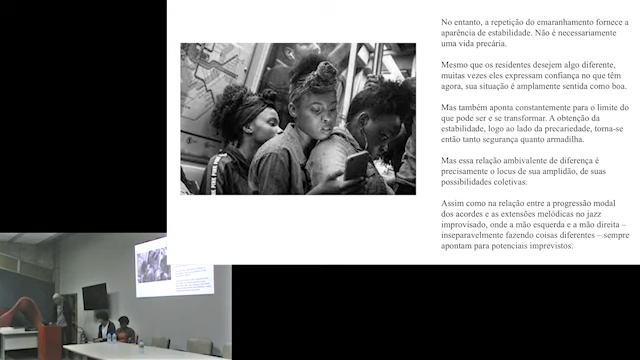 No entanto, a repetição do emaranhamento fornece a
aparência de estabilidade. Não é necessariamente
uma vida precária.
Mesmo que os residentes desejem algo diferente,
muitas vezes eles expressam confiança no que têm
agora, sua situação é amplamente sentida como boa.
Mas também aponta constantemente para o limite do
que pode ser e se transformar. A obtenção da
estabilidade, logo ao lado da precariedade, torna-se
então tanto segurança quanto armadilha.
Mas essa relação ambivalente de diferença é
precisamente o locus de sua amplidão, de suas
possibilidades coletivas.
Assim como na relação entre a progressão modal
dos acordes e as extensões melódicas no jazz
improvisado, onde a mão esquerda e a mão direita –
inseparavelmente fazendo coisas diferentes – sempre
apontam para potenciais imprevistos.